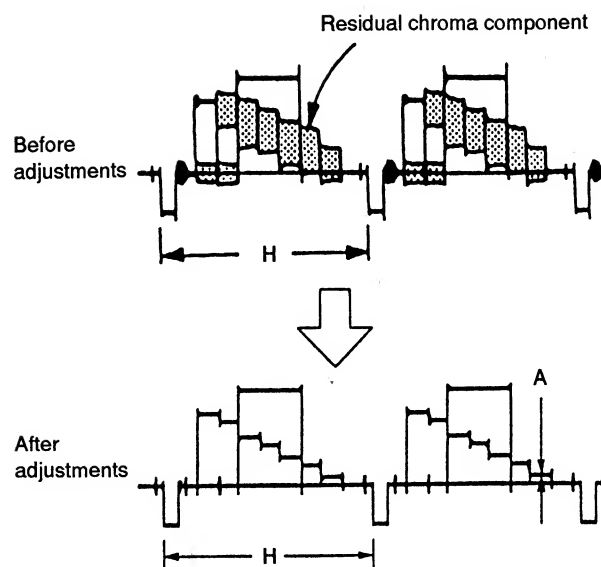 Residual chroma component
Before
adjustments
H
A
After
adjustments
H